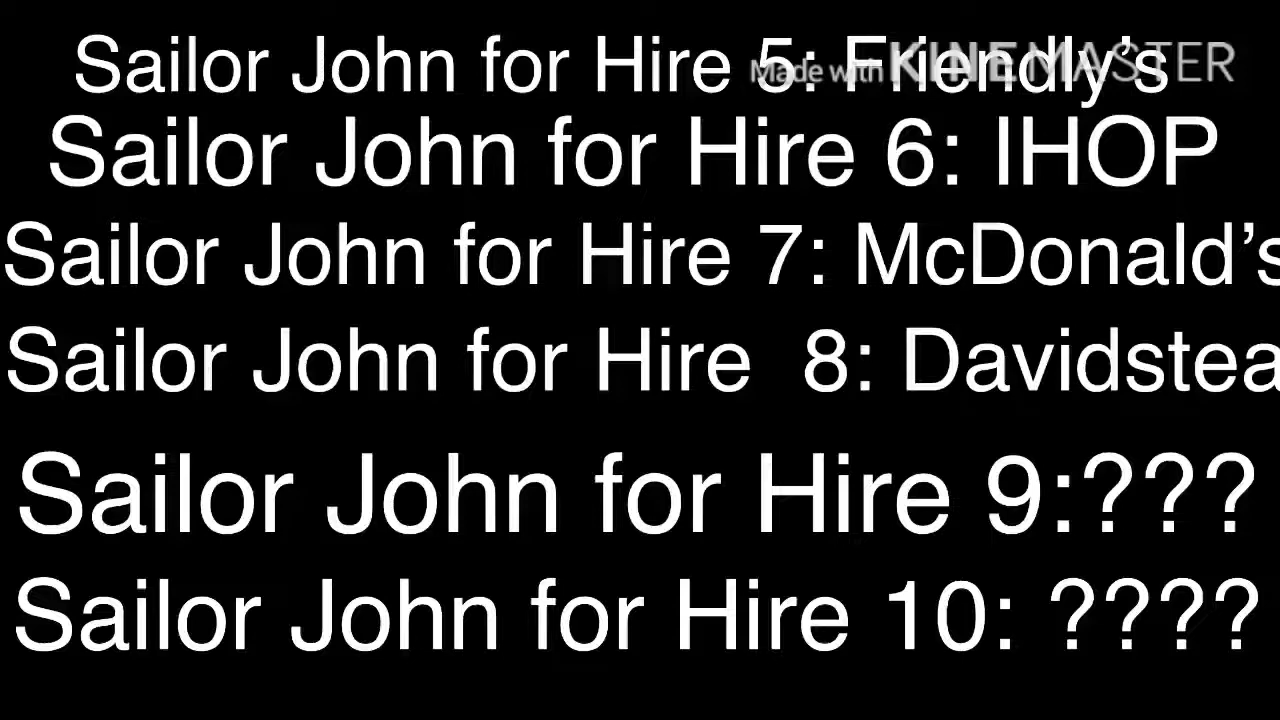 Sailor John for Hire 5: Friendly’s
Made with KINEMASTER
Sailor John for Hire 6: IHOP
Sailor John for Hire 7: McDonald’s
Sailor John for Hire 8: Davidstea
Sailor John for Hire 9:???
Sailor John for Hire 10: ????